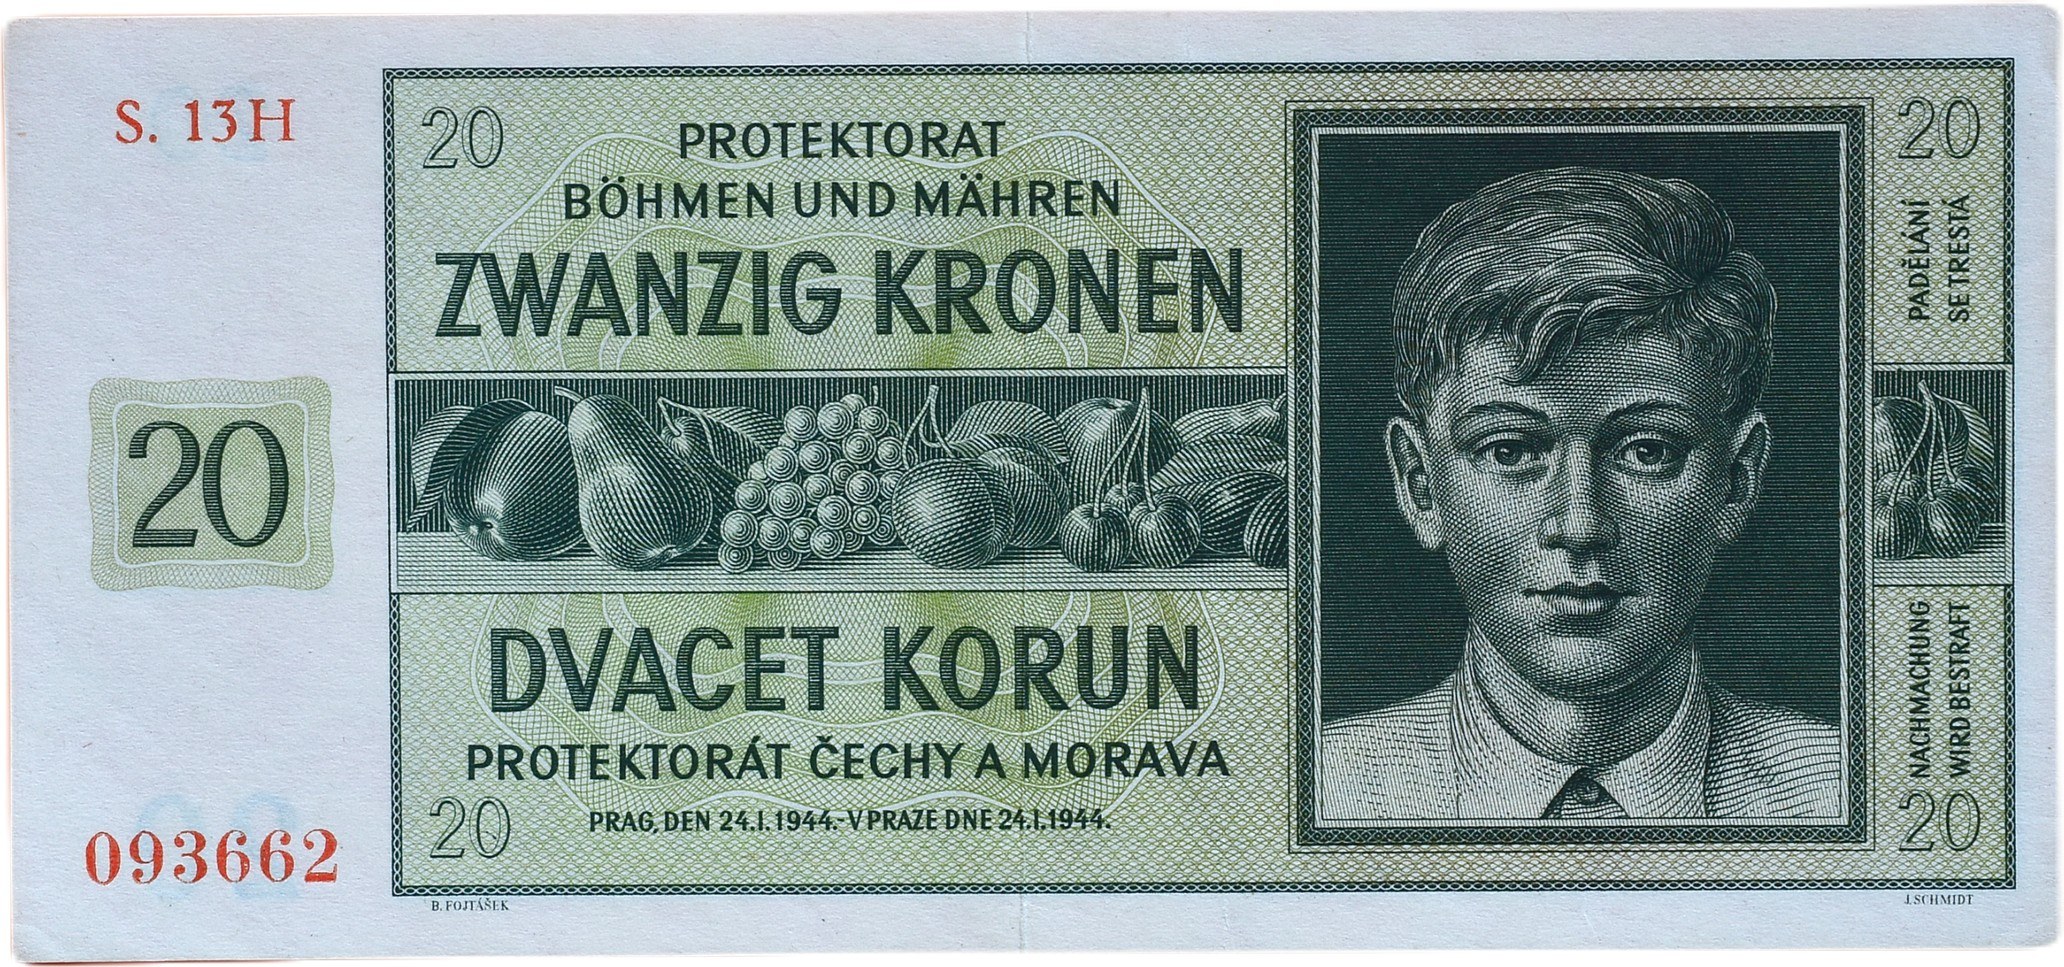 S. 13H
20
093662
20
PROTEKTORAT
BÖHMEN UND MÄHREN
ZWANZIG KRONEN
DVACET KORUN
PROTEKTORÁT ČECHY A MORAVA
20
PRAG, DEN 24.I.1944.-V PRAZE DNE 24.I.1944.
20
PADĚLÁNÍ
SE TRESTÁ
NACHMACHUNG
WIRD BESTRAFT
20
B. FOJTÁŠEK
J. SCHMIDT